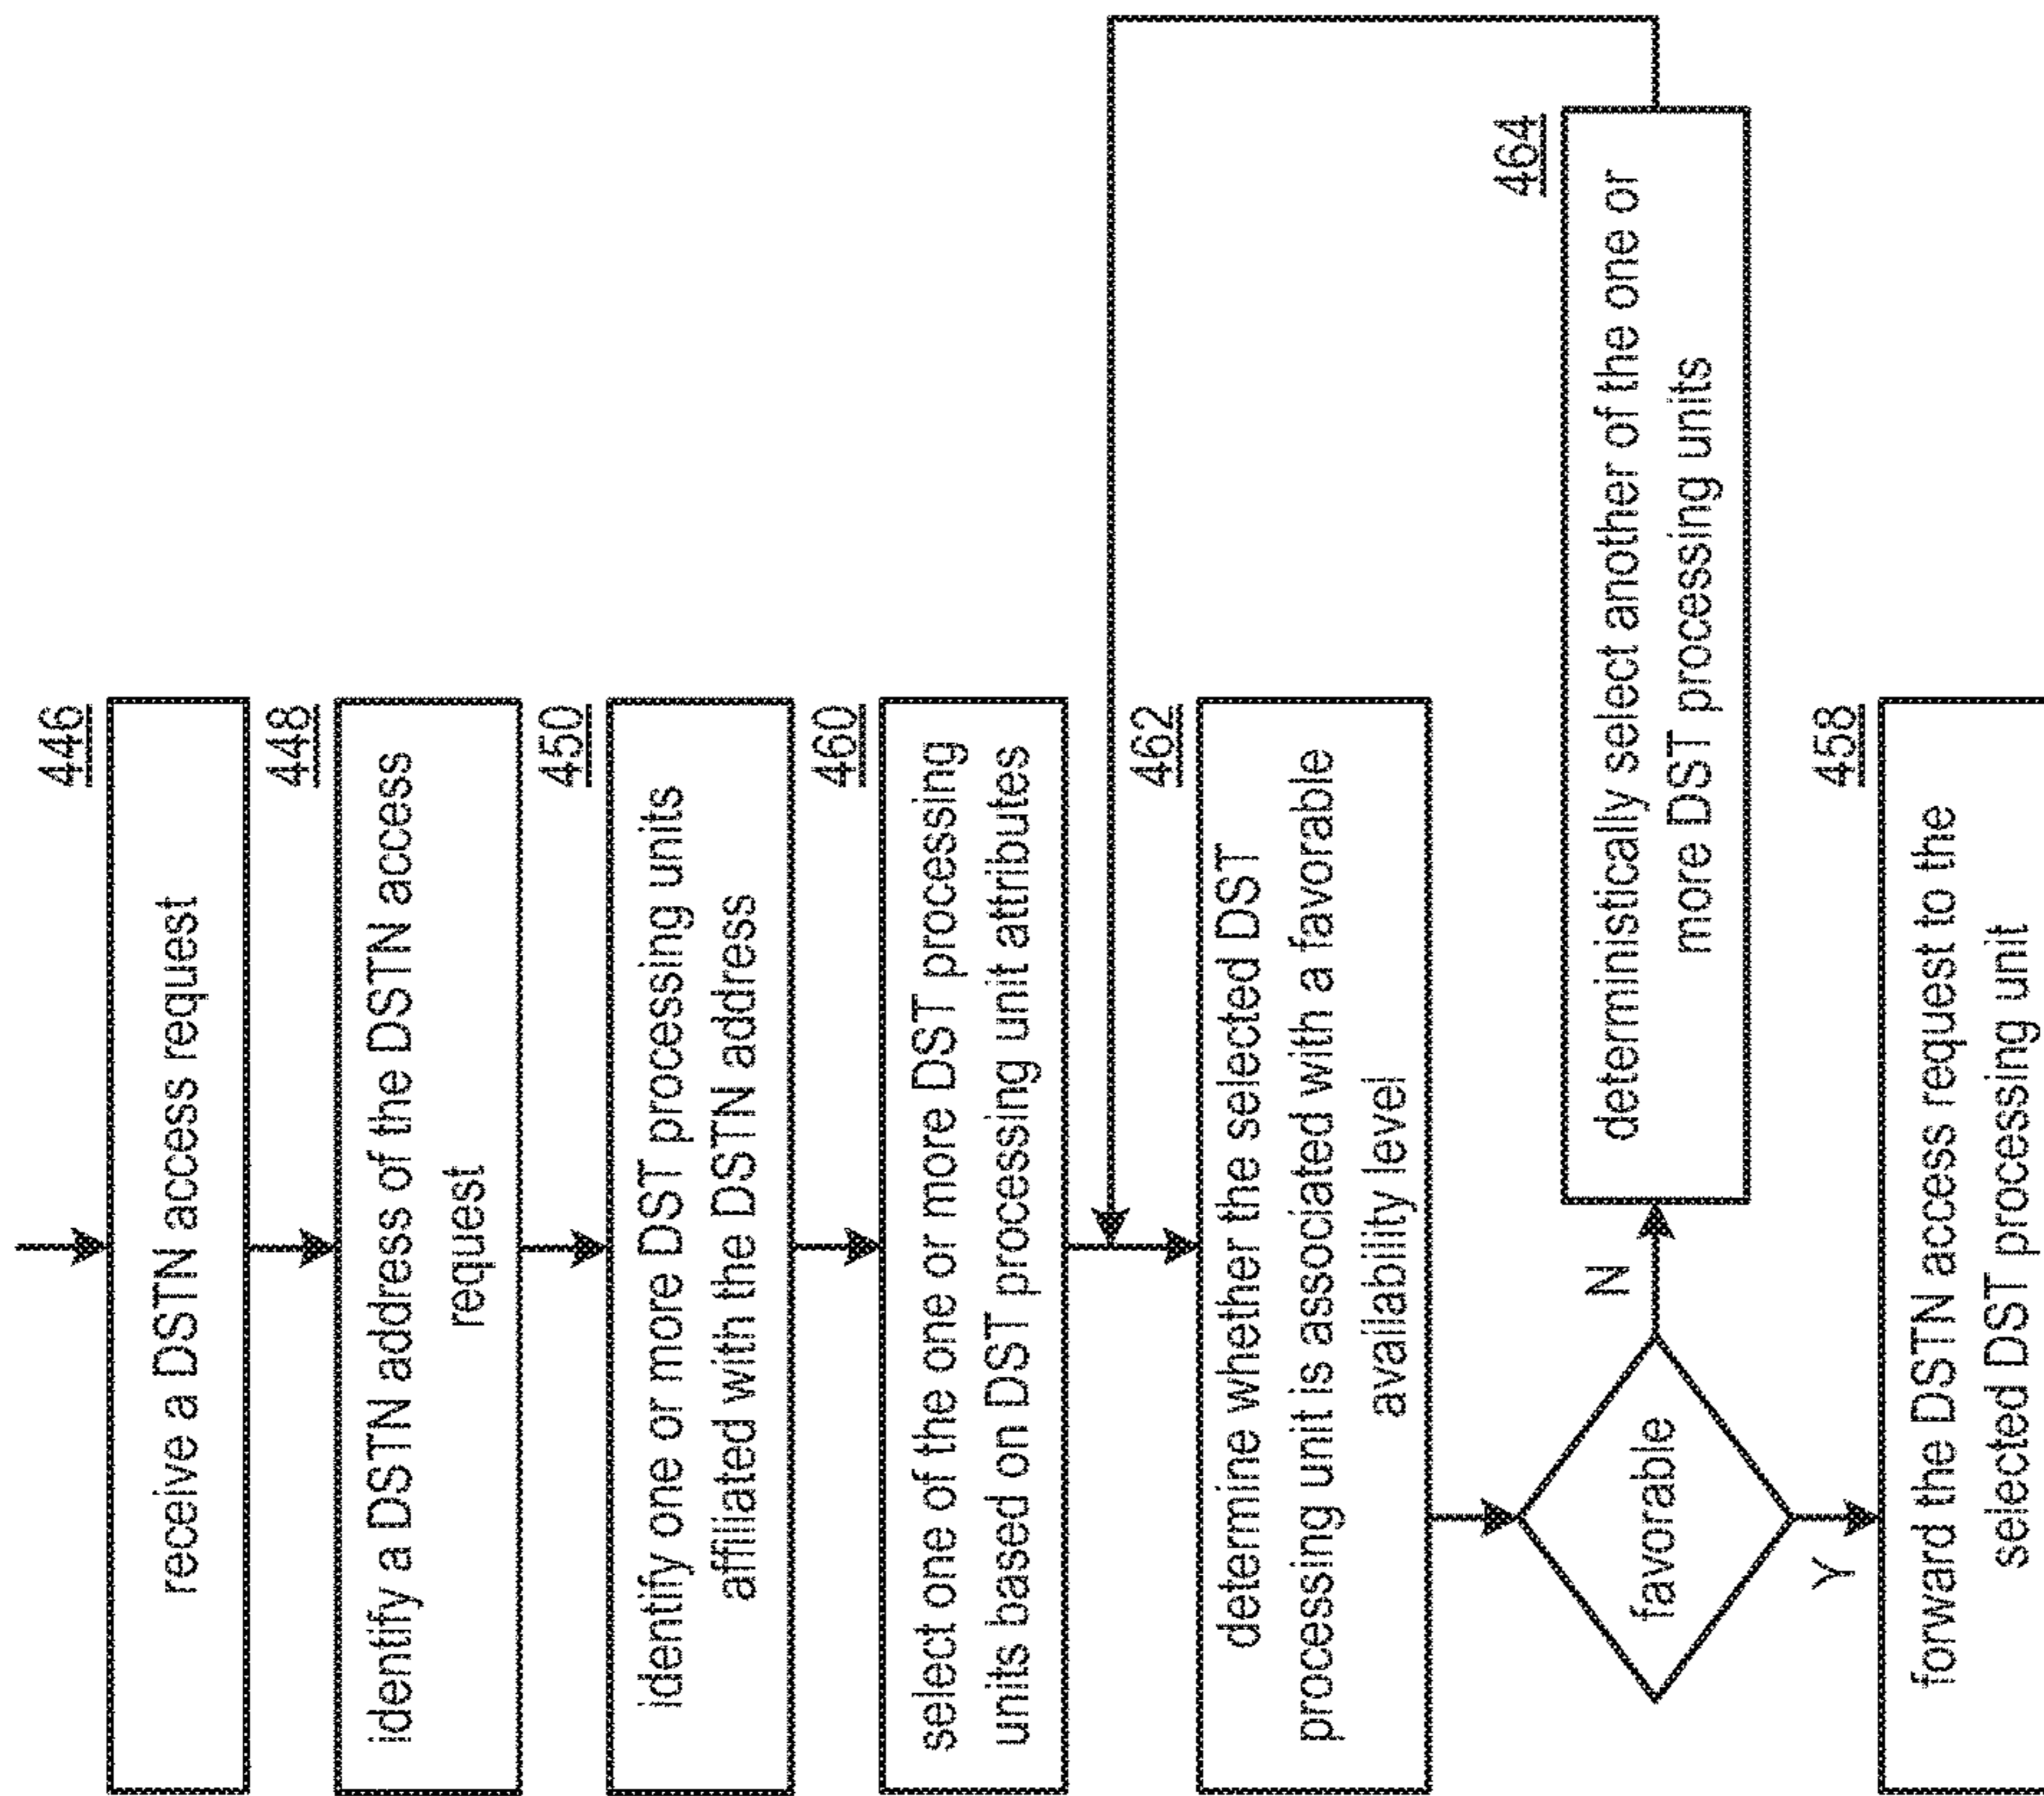 446
receive a DSTN access request
448
identify a DSTN address of the DSTN access
request
450
identify one or more DST processing units
affiliated with the DSTN address
460
select one of the one or more DST processing
units based on DST processing unit attributes
462
determine whether the selected DST
processing unit is associated with a favorable
availability level
favorable
N
464
deterministically select another of the one or
more DST processing units
Y
458
forward the DSTN access request to the
selected DST processing unit